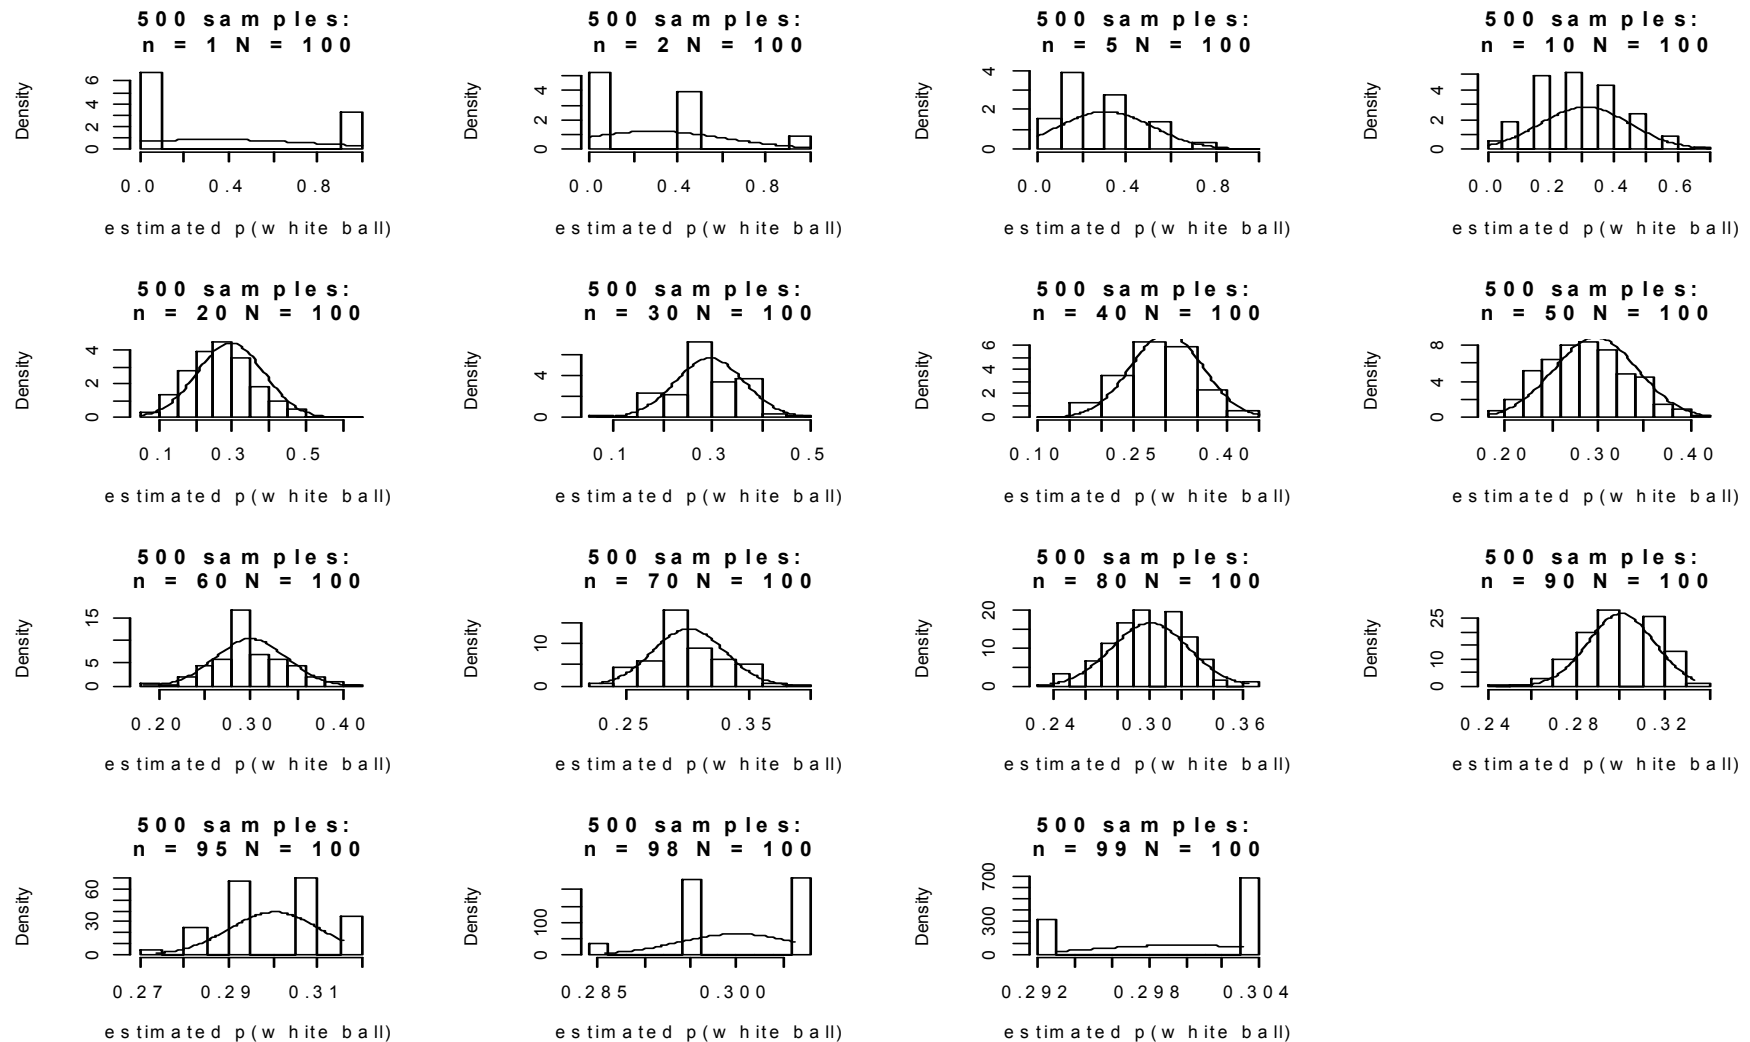 500 samples:
n = 1 N = 100
Density
0 2 4 6
0.0 0.4 0.8
estimated p(white ball)
500 samples:
n = 2 N = 100
Density
0 2 4
0.0 0.4 0.8
estimated p(white ball)
500 samples:
n = 5 N = 100
Density
0 2 4
0.0 0.4 0.8
estimated p(white ball)
500 samples:
n = 10 N = 100
Density
0 2 4
0.0 0.2 0.4 0.6
estimated p(white ball)
500 samples:
n = 20 N = 100
Density
0 2 4
0.1 0.3 0.5
estimated p(white ball)
500 samples:
n = 30 N = 100
Density
0 4
0.1 0.3 0.5
estimated p(white ball)
500 samples:
n = 40 N = 100
Density
0 2 4 6
0.10 0.25 0.40
estimated p(white ball)
500 samples:
n = 50 N = 100
Density
0 4 8
0.20 0.30 0.40
estimated p(white ball)
500 samples:
n = 60 N = 100
Density
0 5 15
0.20 0.30 0.40
estimated p(white ball)
500 samples:
n = 70 N = 100
Density
0 10
0.25 0.35
estimated p(white ball)
500 samples:
n = 80 N = 100
Density
0 10 20
0.24 0.30 0.36
estimated p(white ball)
500 samples:
n = 90 N = 100
Density
0 10 25
0.24 0.28 0.32
estimated p(white ball)
500 samples:
n = 95 N = 100
Density
0 30 60
0.27 0.29 0.31
estimated p(white ball)
500 samples:
n = 98 N = 100
Density
0 100
0.285 0.300
estimated p(white ball)
500 samples:
n = 99 N = 100
Density
0 300 700
0.292 0.298 0.304
estimated p(white ball)